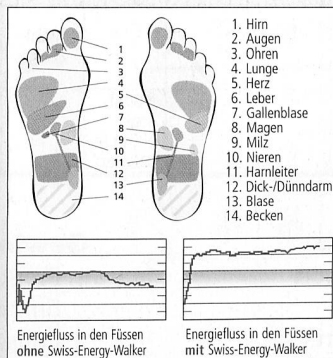 1
2
3
4
5
6
7
8
9
10
11
12
13
14
1. Hirn
2. Augen
3. Ohren
4. Lunge
5. Herz
6. Leber
7. Gallenblase
8. Magen
9. Milz
10. Nieren
11. Harnleiter
12. Dick-/Dünndarm
13. Blase
14. Becken
Energiefluss in den Füssen
ohne Swiss-Energy-Walker
Energiefluss in den Füssen
mit Swiss-Energy-Walker